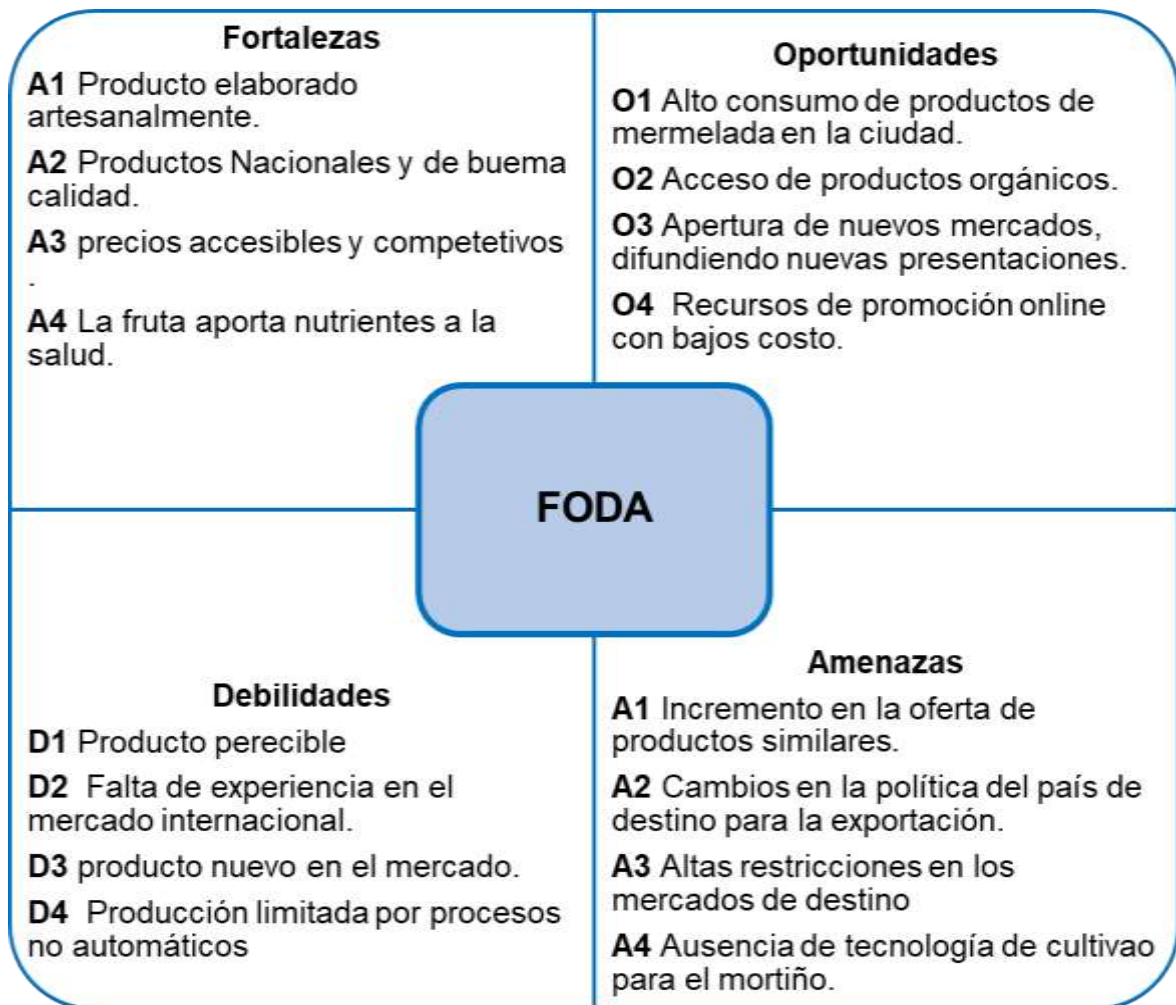 Fortalezas
A1 Producto elaborado
artesanalmente.
A2 Productos Nacionales y de buema
calidad.
A3 precios accesibles y competetivos
.
A4 La fruta aporta nutrientes a la
salud.
Oportunidades
O1 Alto consumo de productos de
mermelada en la ciudad.
O2 Acceso de productos orgánicos.
O3 Apertura de nuevos mercados,
difundiendo nuevas presentaciones.
O4 Recursos de promoción online
con bajos costo.
FODA
Debilidades
D1 Producto perecible
D2 Falta de experiencia en el
mercado internacional.
D3 producto nuevo en el mercado.
D4 Producción limitada por procesos
no automáticos
Amenazas
A1 Incremento en la oferta de
productos similares.
A2 Cambios en la política del país de
destino para la exportación.
A3 Altas restricciones en los
mercados de destino
A4 Ausencia de tecnología de cultivao
para el mortiño.